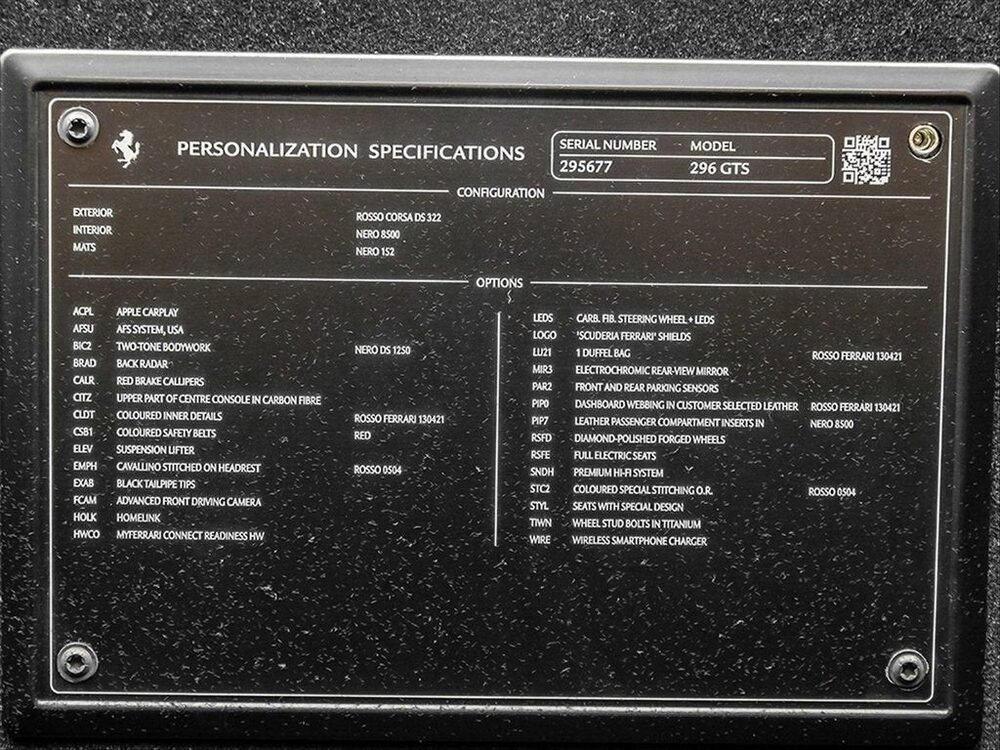 PERSONALIZATION SPECIFICATIONS
SERIAL NUMBER MODEL
295677 296 GTS
CONFIGURATION
EXTERIOR ROSSO CORSA DS 322
INTERIOR NERO 8500
MATS NERO 152
OPTIONS
ACPL APPLE CARPLAY
AFSU AFS SYSTEM, USA
BIC2 TWO-TONE BODYWORK NERO DS 1250
BRAD BACK RADAR
CALR RED BRAKE CALLIPERS
CITZ UPPER PART OF CENTRE CONSOLE IN CARBON FIBRE
CLDT COLOURED INNER DETAILS ROSSO FERRARI 130421
CSB1 COLOURED SAFETY BELTS RED
ELEV SUSPENSION LIFTER
EMPH CAVALLINO STITCHED ON HEADREST ROSSO 0504
EXAB BLACK TAILPIPE TIPS
FCAM ADVANCED FRONT DRIVING CAMERA
HOLK HOMELINK
HWCO MYFERRARI CONNECT READINESS HW
LEDS CARB. FIB. STEERING WHEEL + LEDS
LOGO 'SCUDERIA FERRARI' SHIELDS
LU21 1 DUFFEL BAG ROSSO FERRARI 130421
MIR3 ELECTROCHROMIC REAR-VIEW MIRROR
PAR2 FRONT AND REAR PARKING SENSORS
PIP0 DASHBOARD WEBBING IN CUSTOMER SELECTED LEATHER ROSSO FERRARI 130421
PIP7 LEATHER PASSENGER COMPARTMENT INSERTS IN NERO 8500
RSFD DIAMOND-POLISHED FORGED WHEELS
RSFE FULL ELECTRIC SEATS
SNDH PREMIUM HI-FI SYSTEM
STC2 COLOURED SPECIAL STITCHING O.R. ROSSO 0504
STYL SEATS WITH SPECIAL DESIGN
TIWN WHEEL STUD BOLTS IN TITANIUM
WIRE WIRELESS SMARTPHONE CHARGER